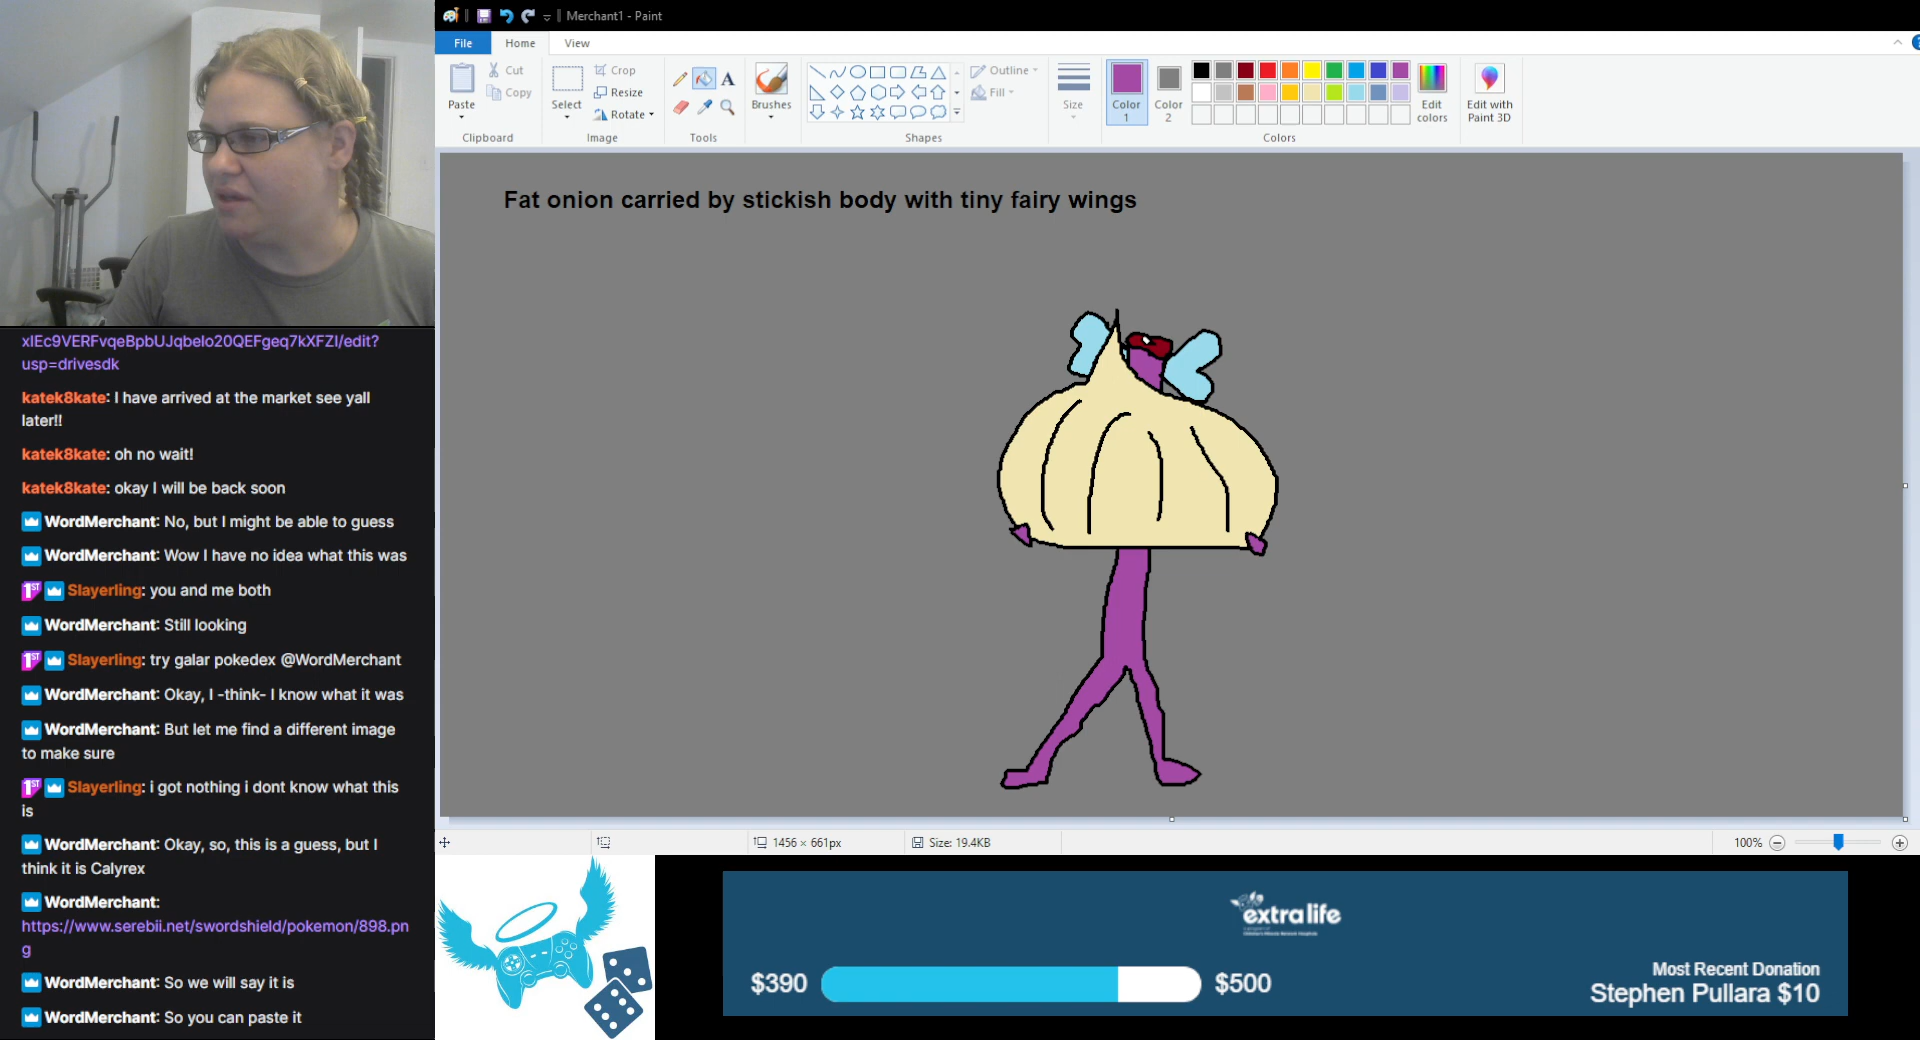 Merchant1 - Paint
File
Home
View
Cut
Copy
Paste
Clipboard
Select
Crop
Resize
Rotate
Image
A
Tools
Brushes
Outline
Fill
Shapes
Size
Color
1
Color
2
Edit
colors
Edit with
Paint 3D
Colors
Fat onion carried by stickish body with tiny fairy wings
xIEc9VERFvqeBpbUJqbelo20QEFgeq7kXFZI/edit?
usp=drivesdk
katek8kate: I have arrived at the market see yall
later!!
katek8kate: oh no wait!
katek8kate: okay I will be back soon
WordMerchant: No, but I might be able to guess
WordMerchant: Wow I have no idea what this was
1ST Slayerling: you and me both
WordMerchant: Still looking
1ST Slayerling: try galar pokedex @WordMerchant
WordMerchant: Okay, I -think- I know what it was
WordMerchant: But let me find a different image
to make sure
1ST Slayerling: i got nothing i dont know what this
is
WordMerchant: Okay, so, this is a guess, but I
think it is Calyrex
WordMerchant:
https://www.serebii.net/swordshield/pokemon/898.pn
g
WordMerchant: So we will say it is
WordMerchant: So you can paste it
1456 × 661px
Size: 19.4KB
100%
extra life
$390
$500
Most Recent Donation
Stephen Pullara $10